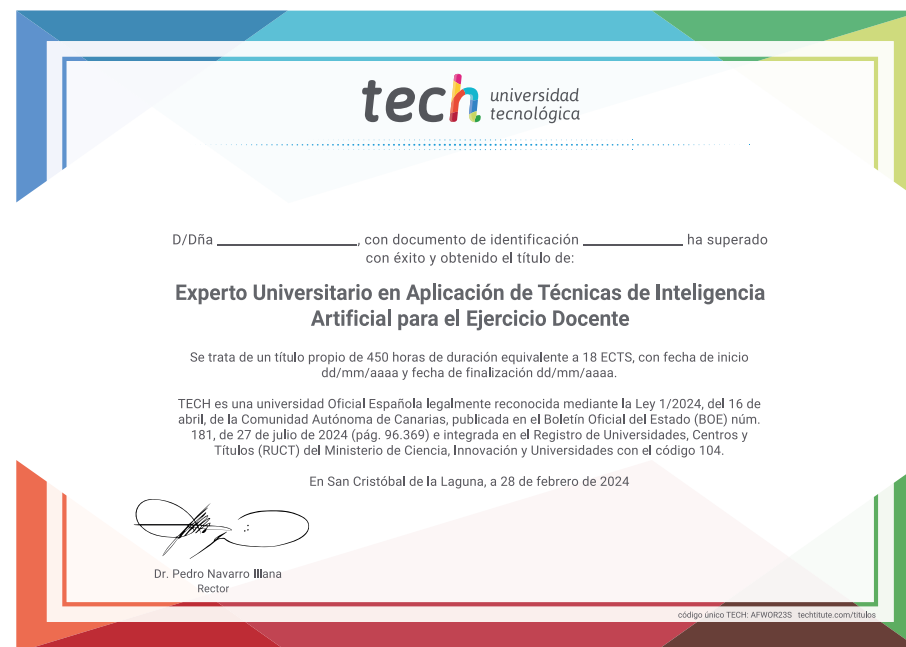 tech universidad
tecnológica
D/Dña ____________________, con documento de identificación ______________ ha superado
con éxito y obtenido el título de:
Experto Universitario en Aplicación de Técnicas de Inteligencia
Artificial para el Ejercicio Docente
Se trata de un título propio de 450 horas de duración equivalente a 18 ECTS, con fecha de inicio
dd/mm/aaaa y fecha de finalización dd/mm/aaaa.
TECH es una universidad Oficial Española legalmente reconocida mediante la Ley 1/2024, del 16 de
abril, de la Comunidad Autónoma de Canarias, publicada en el Boletín Oficial del Estado (BOE) núm.
181, de 27 de julio de 2024 (pág. 96.369) e integrada en el Registro de Universidades, Centros y
Títulos (RUCT) del Ministerio de Ciencia, Innovación y Universidades con el código 104.
En San Cristóbal de la Laguna, a 28 de febrero de 2024
Dr. Pedro Navarro Illana
Rector
código único TECH: AFWOR23S techtitute.com/titulos